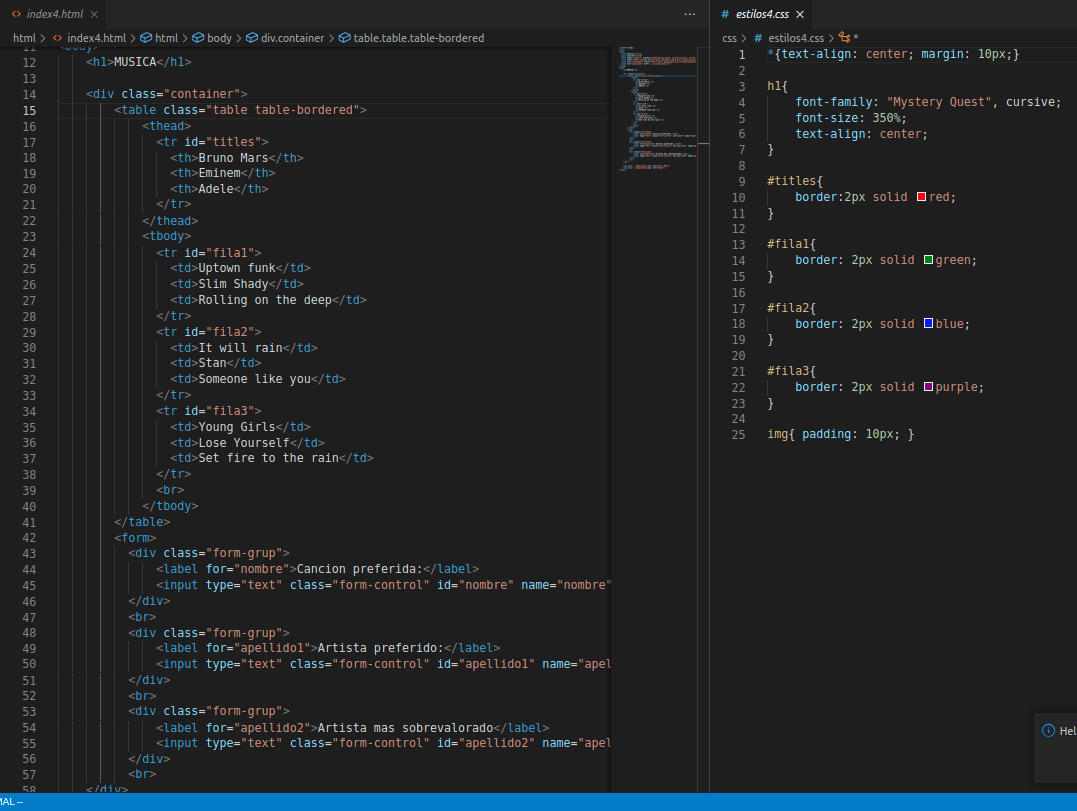 index4.html
html > index4.html > html > body > div.container > table.table.table-bordered
11 <body>
12 <h1>MUSICA</h1>
13
14 <div class="container">
15 <table class="table table-bordered">
16 <thead>
17 <tr id="titles">
18 <th>Bruno Mars</th>
19 <th>Eminem</th>
20 <th>Adele</th>
21 </tr>
22 </thead>
23 <tbody>
24 <tr id="fila1">
25 <td>Uptown funk</td>
26 <td>Slim Shady</td>
27 <td>Rolling on the deep</td>
28 </tr>
29 <tr id="fila2">
30 <td>It will rain</td>
31 <td>Stan</td>
32 <td>Someone like you</td>
33 </tr>
34 <tr id="fila3">
35 <td>Young Girls</td>
36 <td>Lose Yourself</td>
37 <td>Set fire to the rain</td>
38 </tr>
39 <br>
40 </tbody>
41 </table>
42 <form>
43 <div class="form-grup">
44 <label for="nombre">Cancion preferida:</label>
45 <input type="text" class="form-control" id="nombre" name="nombre"
46 </div>
47 <br>
48 <div class="form-grup">
49 <label for="apellido1">Artista preferido:</label>
50 <input type="text" class="form-control" id="apellido1" name="apel
51 </div>
52 <br>
53 <div class="form-grup">
54 <label for="apellido2">Artista mas sobrevalorado</label>
55 <input type="text" class="form-control" id="apellido2" name="apel
56 </div>
57 <br>
58 </div>
MAL --
# estilos4.css
css > # estilos4.css > *
1 *{text-align: center; margin: 10px;}
2
3 h1{
4 font-family: "Mystery Quest", cursive;
5 font-size: 350%;
6 text-align: center;
7 }
8
9 #titles{
10 border:2px solid red;
11 }
12
13 #fila1{
14 border: 2px solid green;
15 }
16
17 #fila2{
18 border: 2px solid blue;
19 }
20
21 #fila3{
22 border: 2px solid purple;
23 }
24
25 img{ padding: 10px; }
Hel